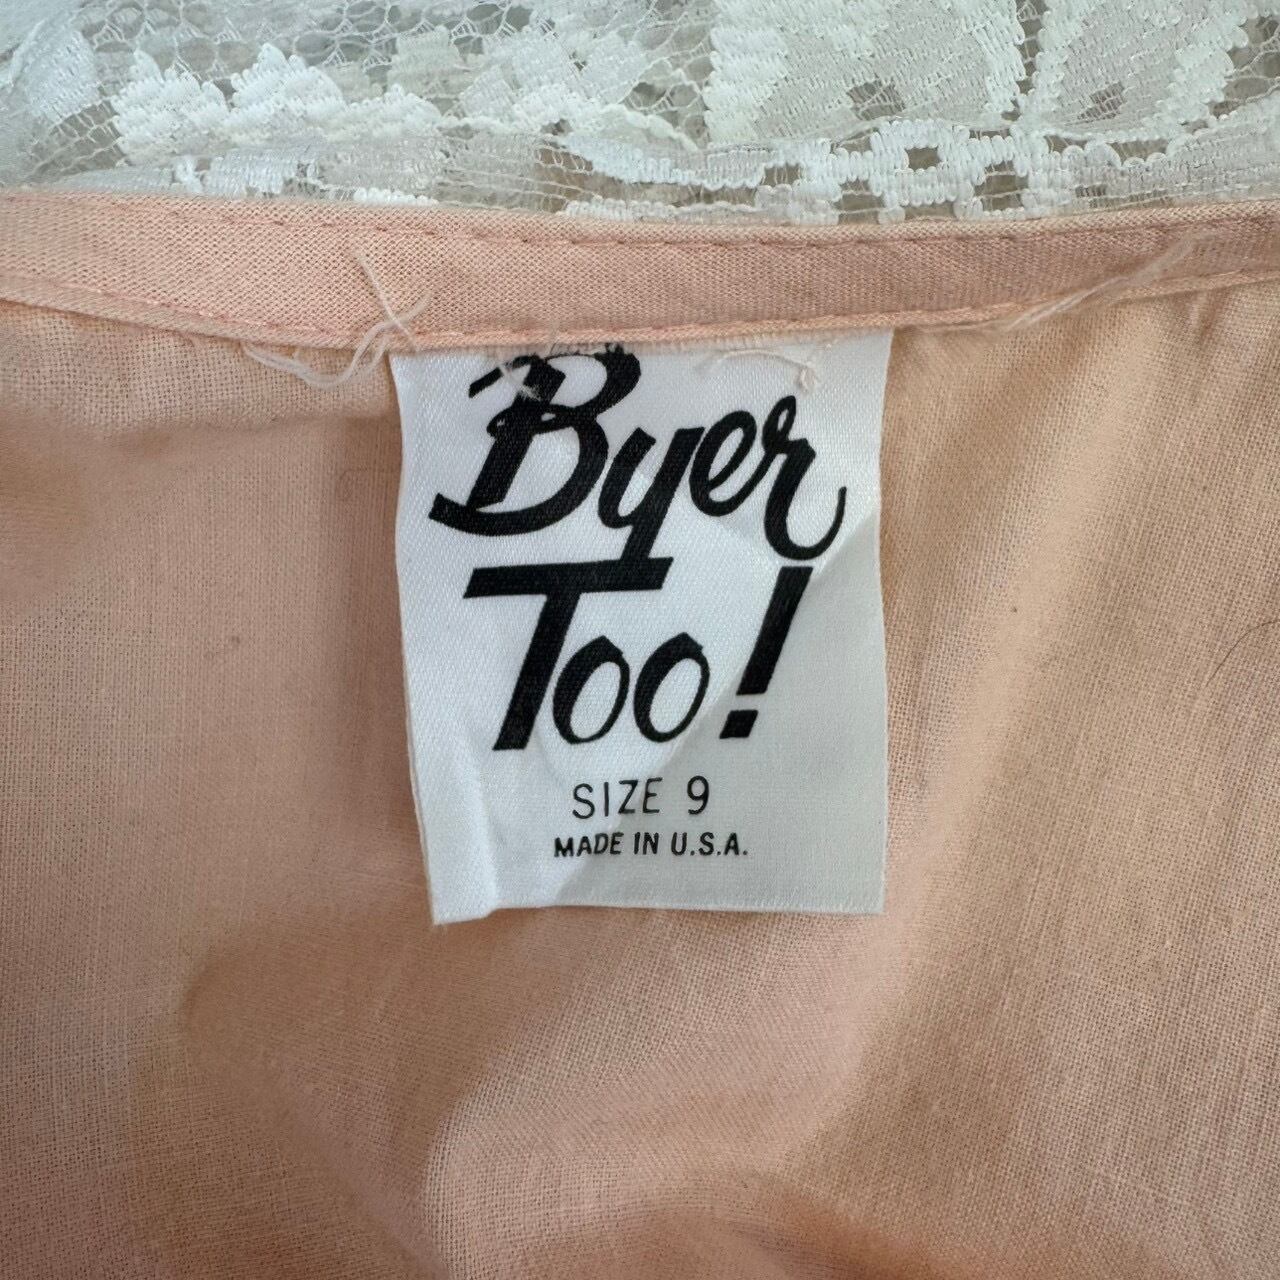 Byer
Too!
SIZE 9
MADE IN U.S.A.